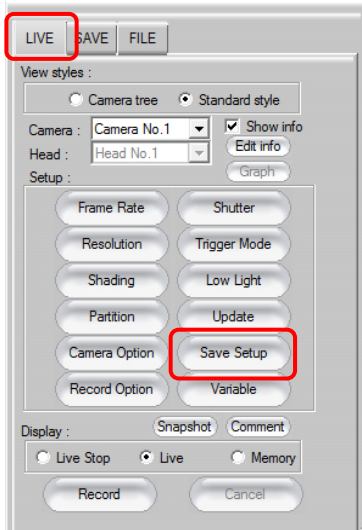 LIVE SAVE FILE
View styles :
Camera tree Standard style
Camera : Camera No.1 Show info
Head : Head No.1 Edit info
Setup : Graph
Frame Rate Shutter
Resolution Trigger Mode
Shading Low Light
Partition Update
Camera Option Save Setup
Record Option Variable
Display : Snapshot Comment
Live Stop Live Memory
Record Cancel